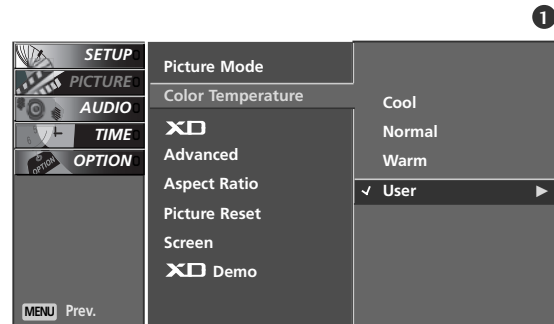 1
SETUP
PICTURE
AUDIO
TIME
OPTION
OPTION
MENU Prev.
Picture Mode
Color Temperature
XD
Advanced
Aspect Ratio
Picture Reset
Screen
XD Demo
Cool
Normal
Warm
✓ User ►